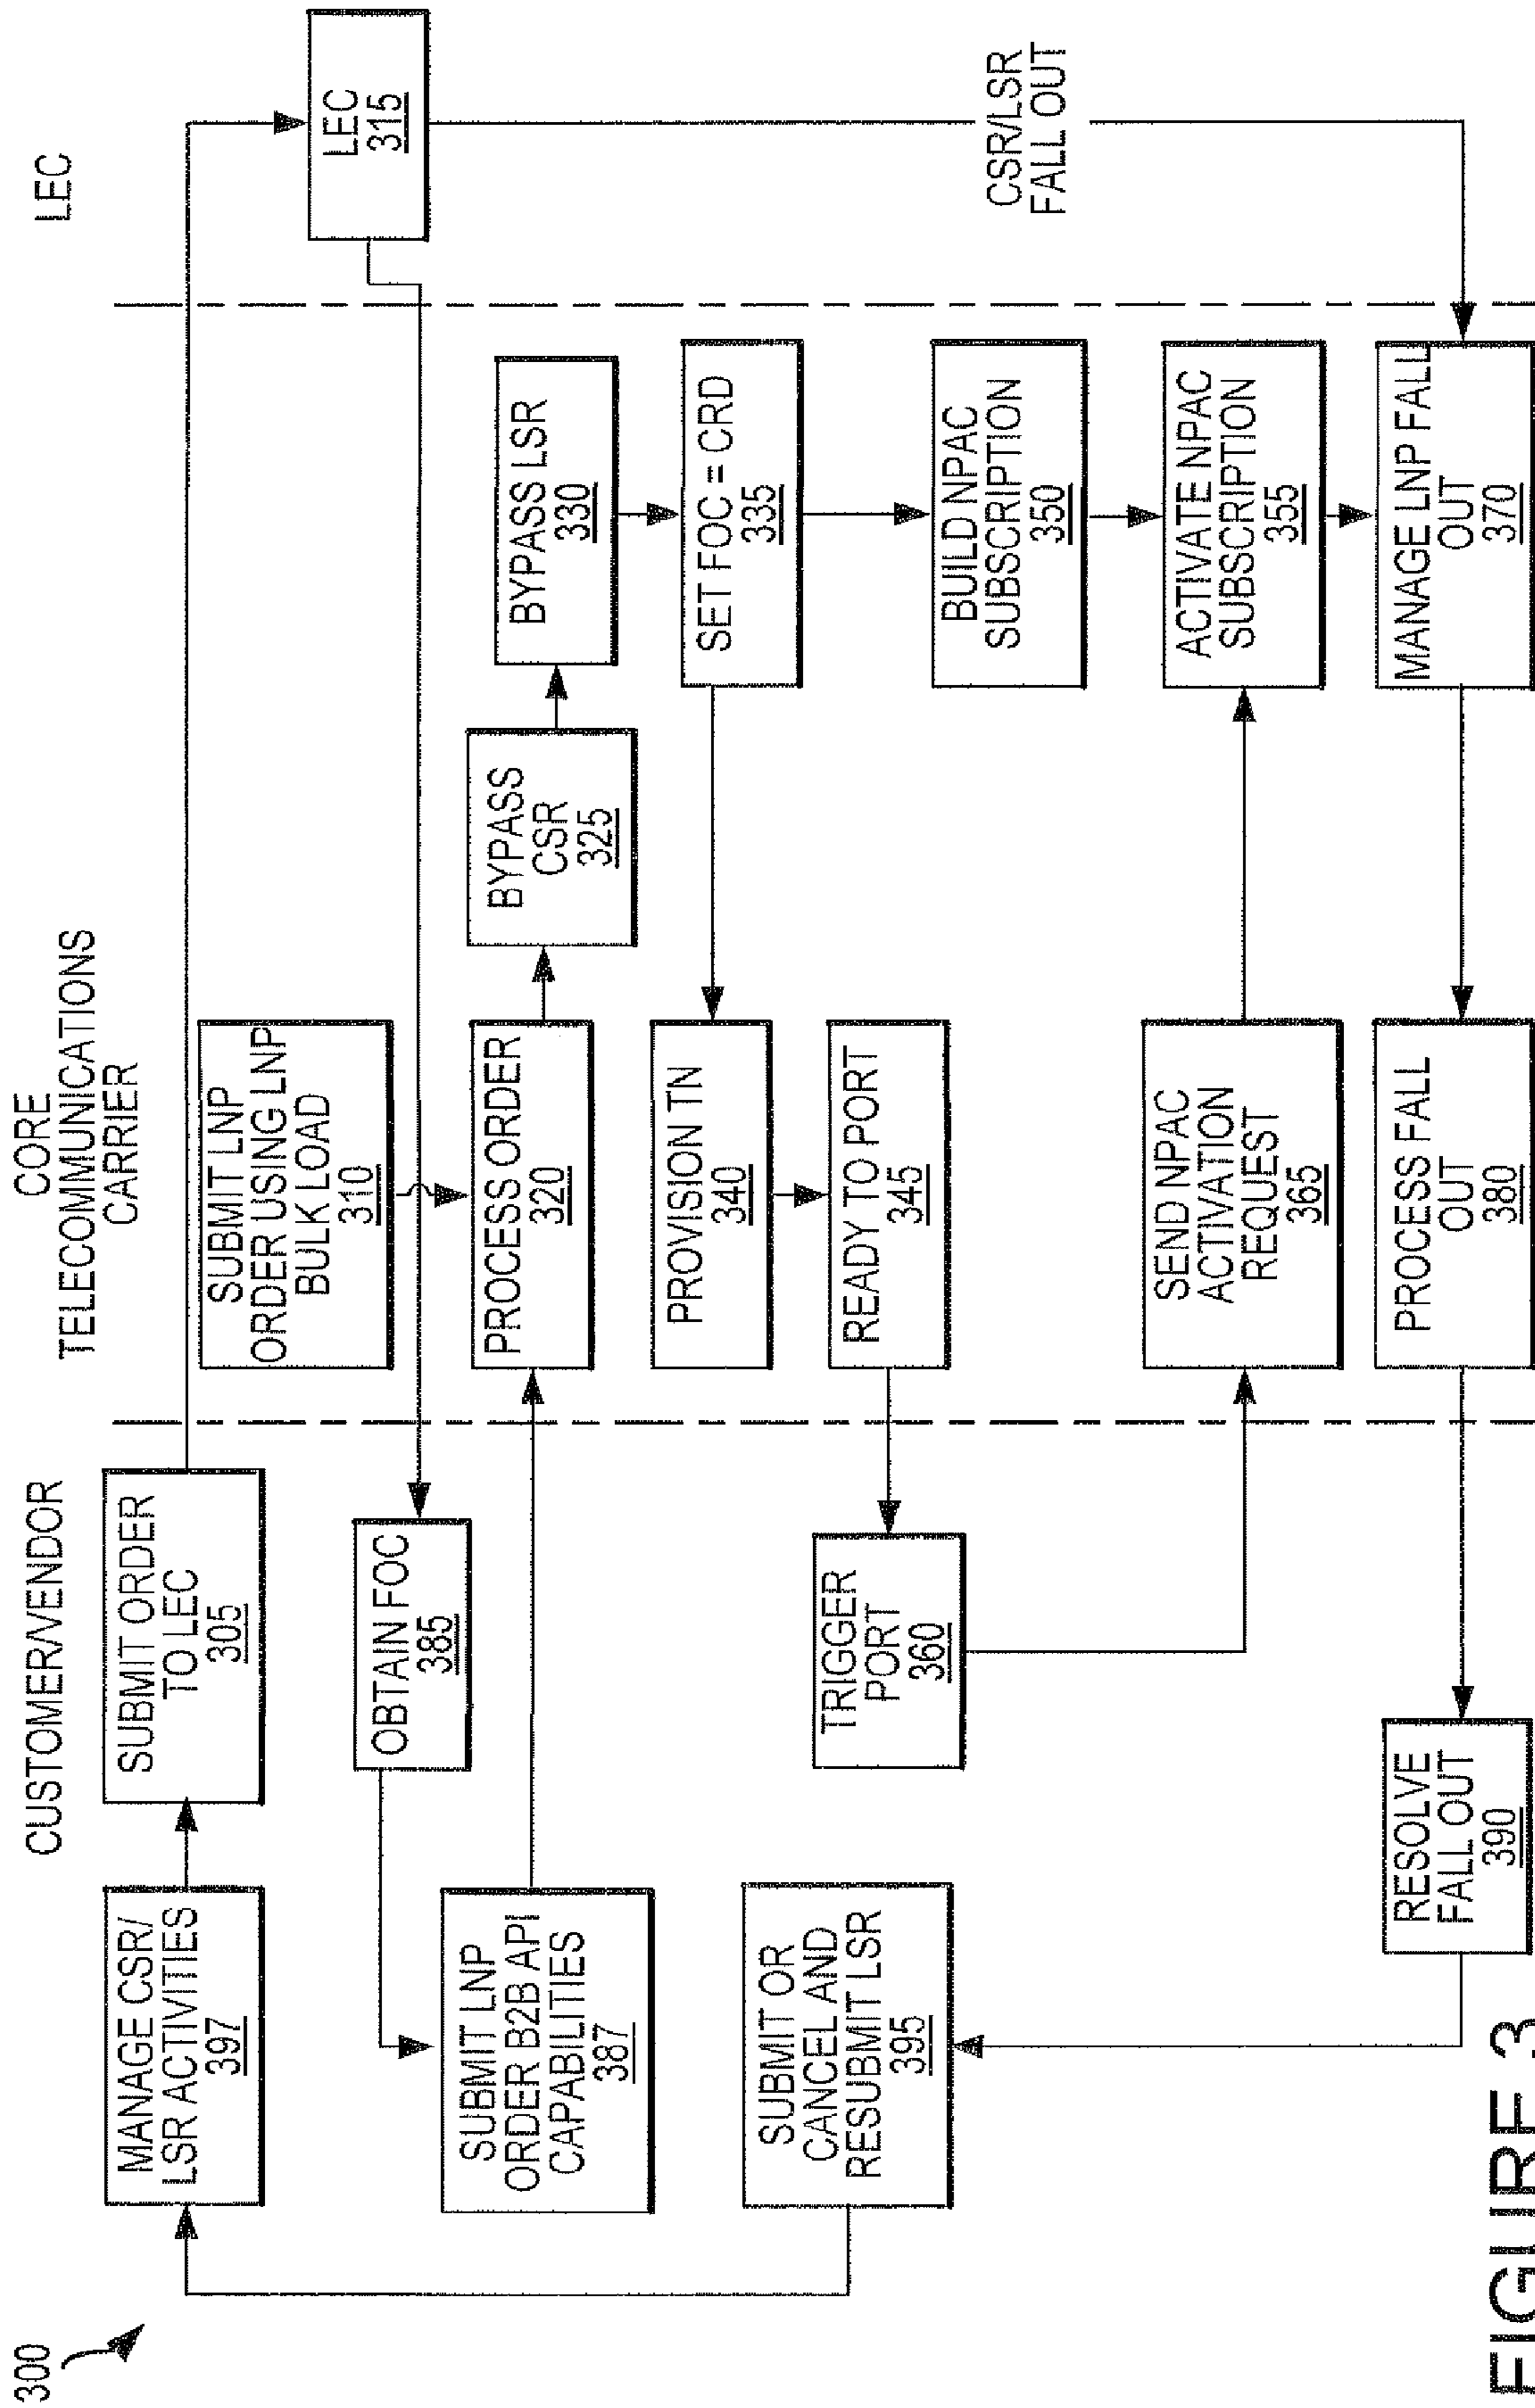 300
CUSTOMER/VENDOR
CORE
TELECOMMUNICATIONS
CARRIER
LEC
MANAGE CSR/
LSR ACTIVITIES
397
SUBMIT ORDER
TO LEC
305
SUBMIT LNP
ORDER USING LNP
BULK LOAD
310
LEC
315
OBTAIN FOC
385
SUBMIT LNP
ORDER B2B API
CAPABILITIES
387
PROCESS ORDER
320
BYPASS
CSR
325
BYPASS LSR
330
SET FOC = CRD
335
PROVISION TN
340
READY TO PORT
345
BUILD NPAC
SUBSCRIPTION
350
TRIGGER
PORT
360
SEND NPAC
ACTIVATION
REQUEST
365
ACTIVATE NPAC
SUBSCRIPTION
355
CSR/LSR
FALL OUT
SUBMIT OR
CANCEL AND
RESUBMIT LSR
395
RESOLVE
FALL OUT
390
PROCESS FALL
OUT
380
MANAGE LNP FALL
OUT
370
FIGURE 3